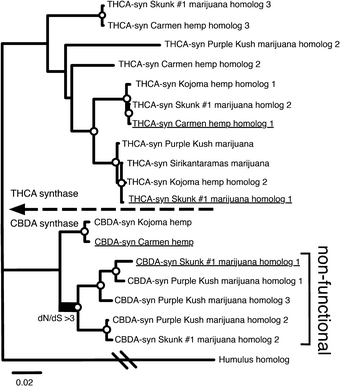 THCA-syn Skunk #1 marijuana homolog 3
THCA-syn Carmen hemp homolog 3
THCA-syn Purple Kush marijuana homolog 2
THCA-syn Carmen hemp homolog 2
THCA-syn Kojoma hemp homolog 1
THCA-syn Skunk #1 marijuana homlog 2
THCA-syn Carmen hemp homolog 1
THCA-syn Purple Kush marijuana
THCA-syn Sirikantaramas marijuana
THCA-syn Kojoma hemp homolog 2
THCA-syn Skunk #1 marijuana homolog 1
THCA synthase
CBDA synthase
CBDA-syn Kojoma hemp
CBDA-syn Carmen hemp
CBDA-syn Skunk #1 marijuana homolog 1
CBDA-syn Purple Kush marijuana homolog 1
CBDA-syn Purple Kush marijuana homolog 3
dN/dS >3
CBDA-syn Purple Kush marijuana homolog 2
CBDA-syn Skunk #1 marijuana homolog 2
non-functional
Humulus homolog
0.02